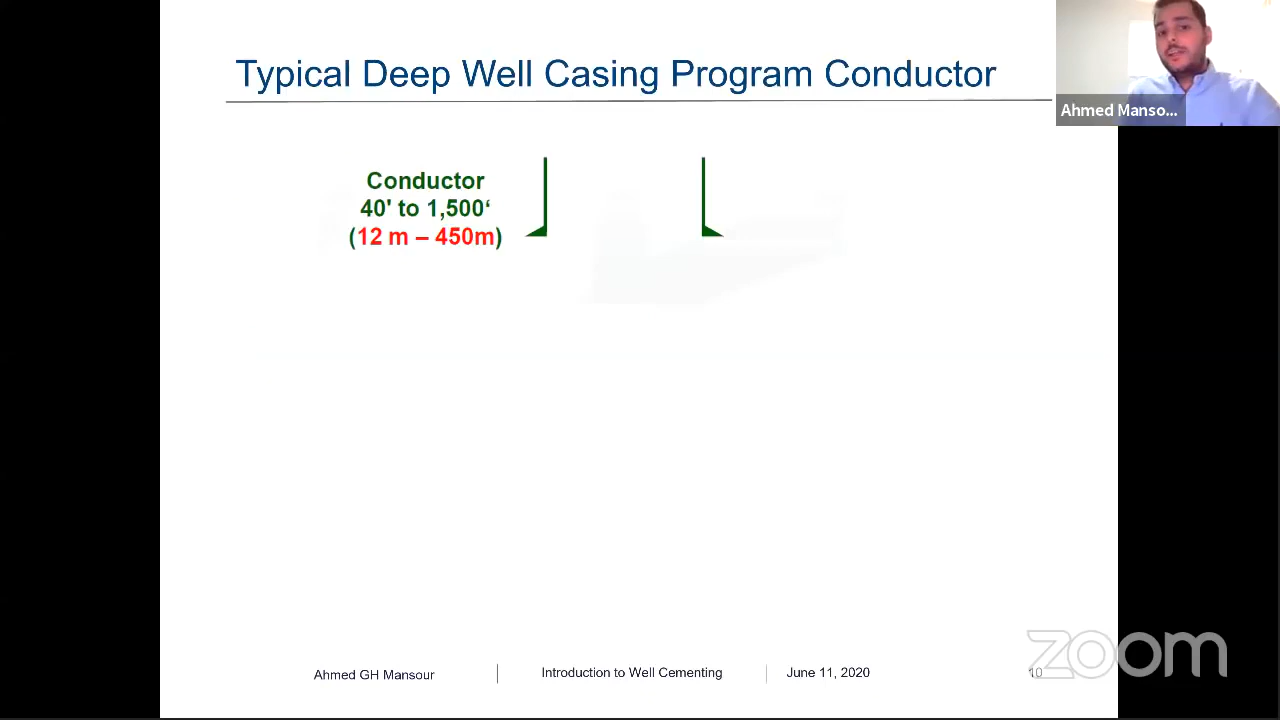 Typical Deep Well Casing Program Conductor
Ahmed Manso...
Conductor
40' to 1,500‘
(12 m – 450m)
zoom
Ahmed GH Mansour
Introduction to Well Cementing
June 11, 2020
10